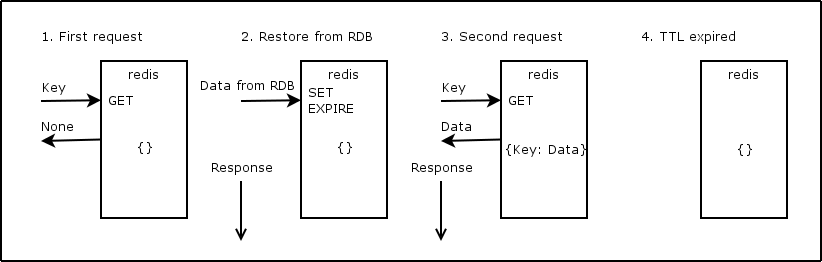 1. First request
redis
Key
GET
None
{}
2. Restore from RDB
redis
Data from RDB
SET
EXPIRE
{}
Response
3. Second request
redis
Key
GET
Data
{Key: Data}
Response
4. TTL expired
redis
{}